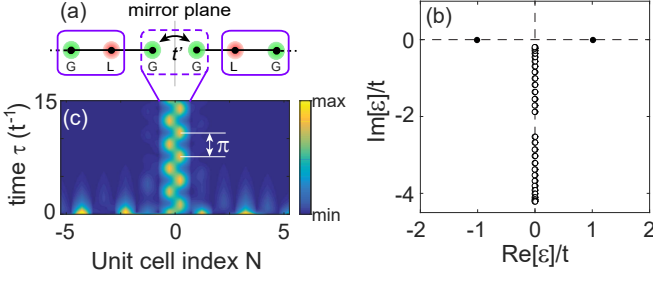 (a) mirror plane
t'
G L G G L G
(b)
Im[ε]/t
0
-2
-4
-2 -1 0 1 2
Re[ε]/t
(c)
time τ (t⁻¹)
15
0
π
max
min
-5 0 5
Unit cell index N